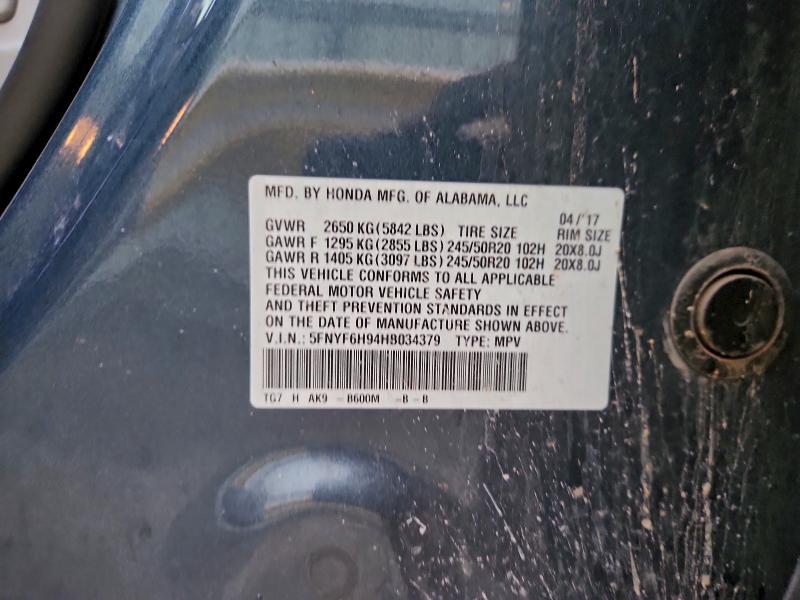 MFD. BY HONDA MFG. OF ALABAMA, LLC
04/'17
GVWR 2650 KG(5842 LBS) TIRE SIZE RIM SIZE
GAWR F 1295 KG(2855 LBS) 245/50R20 102H 20X8.0J
GAWR R 1405 KG(3097 LBS) 245/50R20 102H 20X8.0J
THIS VEHICLE CONFORMS TO ALL APPLICABLE
FEDERAL MOTOR VEHICLE SAFETY
AND THEFT PREVENTION STANDARDS IN EFFECT
ON THE DATE OF MANUFACTURE SHOWN ABOVE.
V.I.N.: 5FNYF6H94HB034379 TYPE: MPV
TG7 H AK9 -B600M -B-B